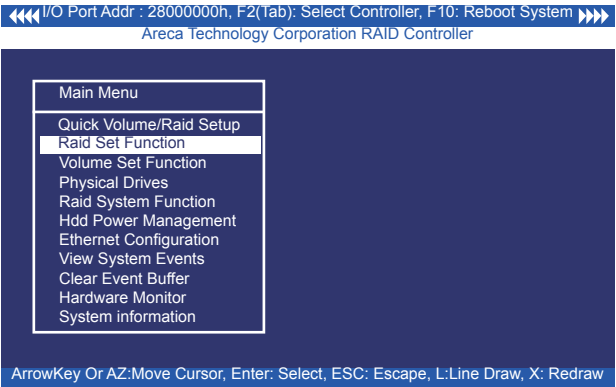 I/O Port Addr : 28000000h, F2(Tab): Select Controller, F10: Reboot System
Areca Technology Corporation RAID Controller
Main Menu
Quick Volume/Raid Setup
Raid Set Function
Volume Set Function
Physical Drives
Raid System Function
Hdd Power Management
Ethernet Configuration
View System Events
Clear Event Buffer
Hardware Monitor
System information
ArrowKey Or AZ:Move Cursor, Enter: Select, ESC: Escape, L:Line Draw, X: Redraw